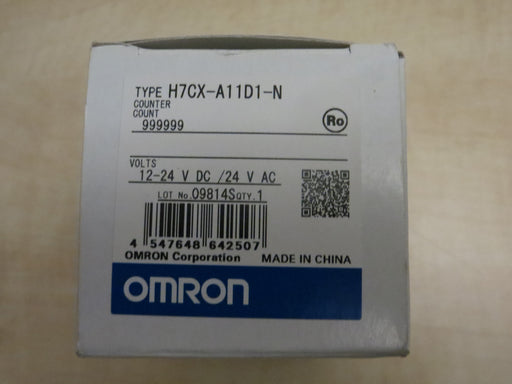 TYPE H7CX-A11D1-N
COUNTER
COUNT
999999
Ro
VOLTS
12-24 V DC /24 V AC
LOT No.09814S QTY.1
4 547648 642507
OMRON Corporation MADE IN CHINA
OMRON